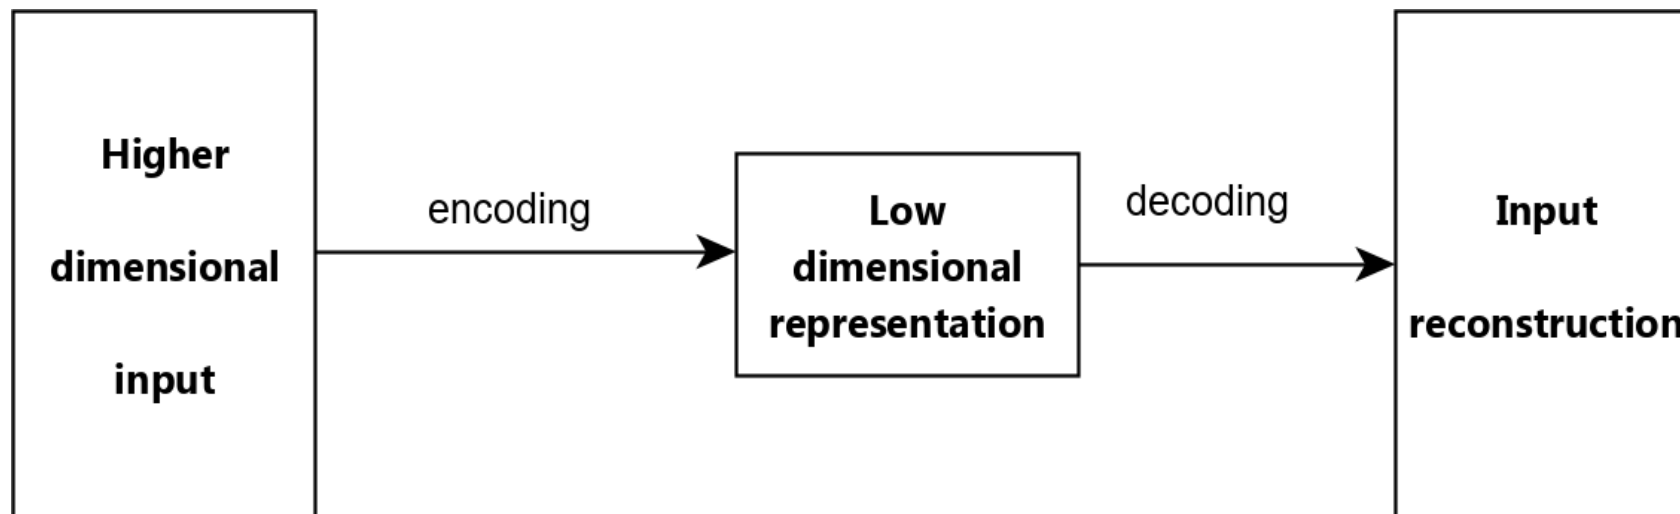 Higher
dimensional
input
encoding
Low
dimensional
representation
decoding
Input
reconstruction